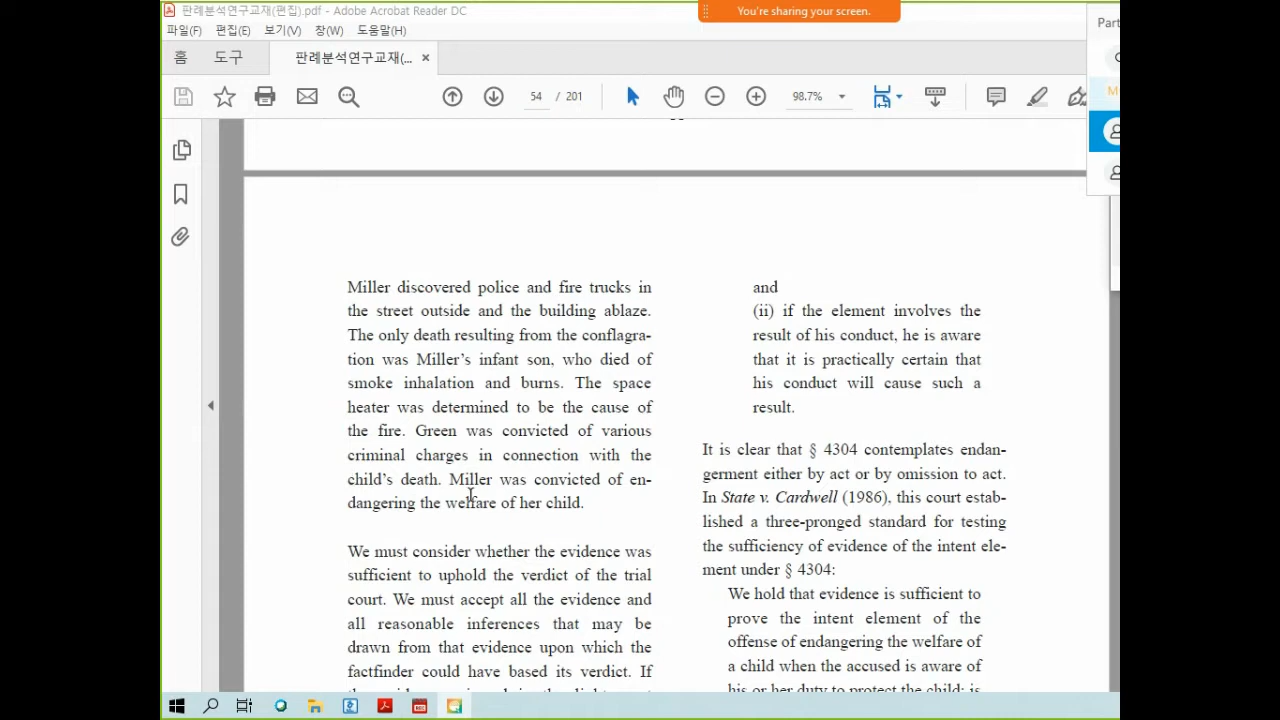 판례분석연구교재(편집).pdf - Adobe Acrobat Reader DC
You're sharing your screen.
파일(F) 편집(E) 보기(V) 창(W) 도움말(H)
홈 도구 판례분석연구교재(... ×
54 / 201
98.7%
Miller discovered police and fire trucks in
the street outside and the building ablaze.
The only death resulting from the conflagra-
tion was Miller's infant son, who died of
smoke inhalation and burns. The space
heater was determined to be the cause of
the fire. Green was convicted of various
criminal charges in connection with the
child's death. Miller was convicted of en-
dangering the welfare of her child.
We must consider whether the evidence was
sufficient to uphold the verdict of the trial
court. We must accept all the evidence and
all reasonable inferences that may be
drawn from that evidence upon which the
factfinder could have based its verdict. If
and
(ii) if the element involves the
result of his conduct, he is aware
that it is practically certain that
his conduct will cause such a
result.
It is clear that § 4304 contemplates endan-
germent either by act or by omission to act.
In State v. Cardwell (1986), this court estab-
lished a three-pronged standard for testing
the sufficiency of evidence of the intent ele-
ment under § 4304:
We hold that evidence is sufficient to
prove the intent element of the
offense of endangering the welfare of
a child when the accused is aware of
his or her duty to protect the child; is
Part